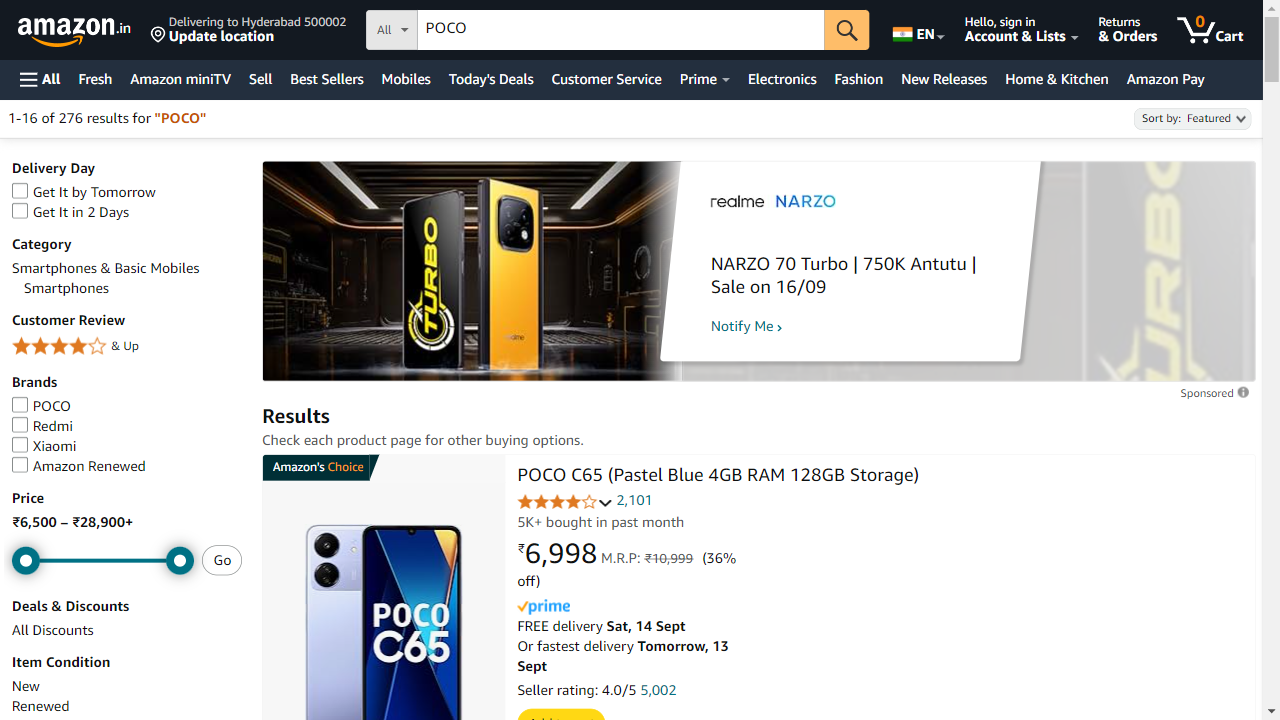 amazon.in
Delivering to Hyderabad 500002
Update location
All
POCO
EN
Hello, sign in
Account & Lists
Returns
& Orders
0
Cart
All
Fresh
Amazon miniTV
Sell
Best Sellers
Mobiles
Today's Deals
Customer Service
Prime
Electronics
Fashion
New Releases
Home & Kitchen
Amazon Pay
1-16 of 276 results for "POCO"
Sort by: Featured
Delivery Day
Get It by Tomorrow
Get It in 2 Days
Category
Smartphones & Basic Mobiles
Smartphones
Customer Review
& Up
Brands
POCO
Redmi
Xiaomi
Amazon Renewed
Price
₹6,500 – ₹28,900+
Go
Deals & Discounts
All Discounts
Item Condition
New
Renewed
TURBO
realme
realme NARZO
NARZO 70 Turbo | 750K Antutu |
Sale on 16/09
Notify Me ›
TURBO
Sponsored
Results
Check each product page for other buying options.
Amazon's Choice
POCO
C65
POCO C65 (Pastel Blue 4GB RAM 128GB Storage)
2,101
5K+ bought in past month
₹6,998 M.R.P: ₹10,999 (36%
off)
prime
FREE delivery Sat, 14 Sept
Or fastest delivery Tomorrow, 13
Sept
Seller rating: 4.0/5 5,002